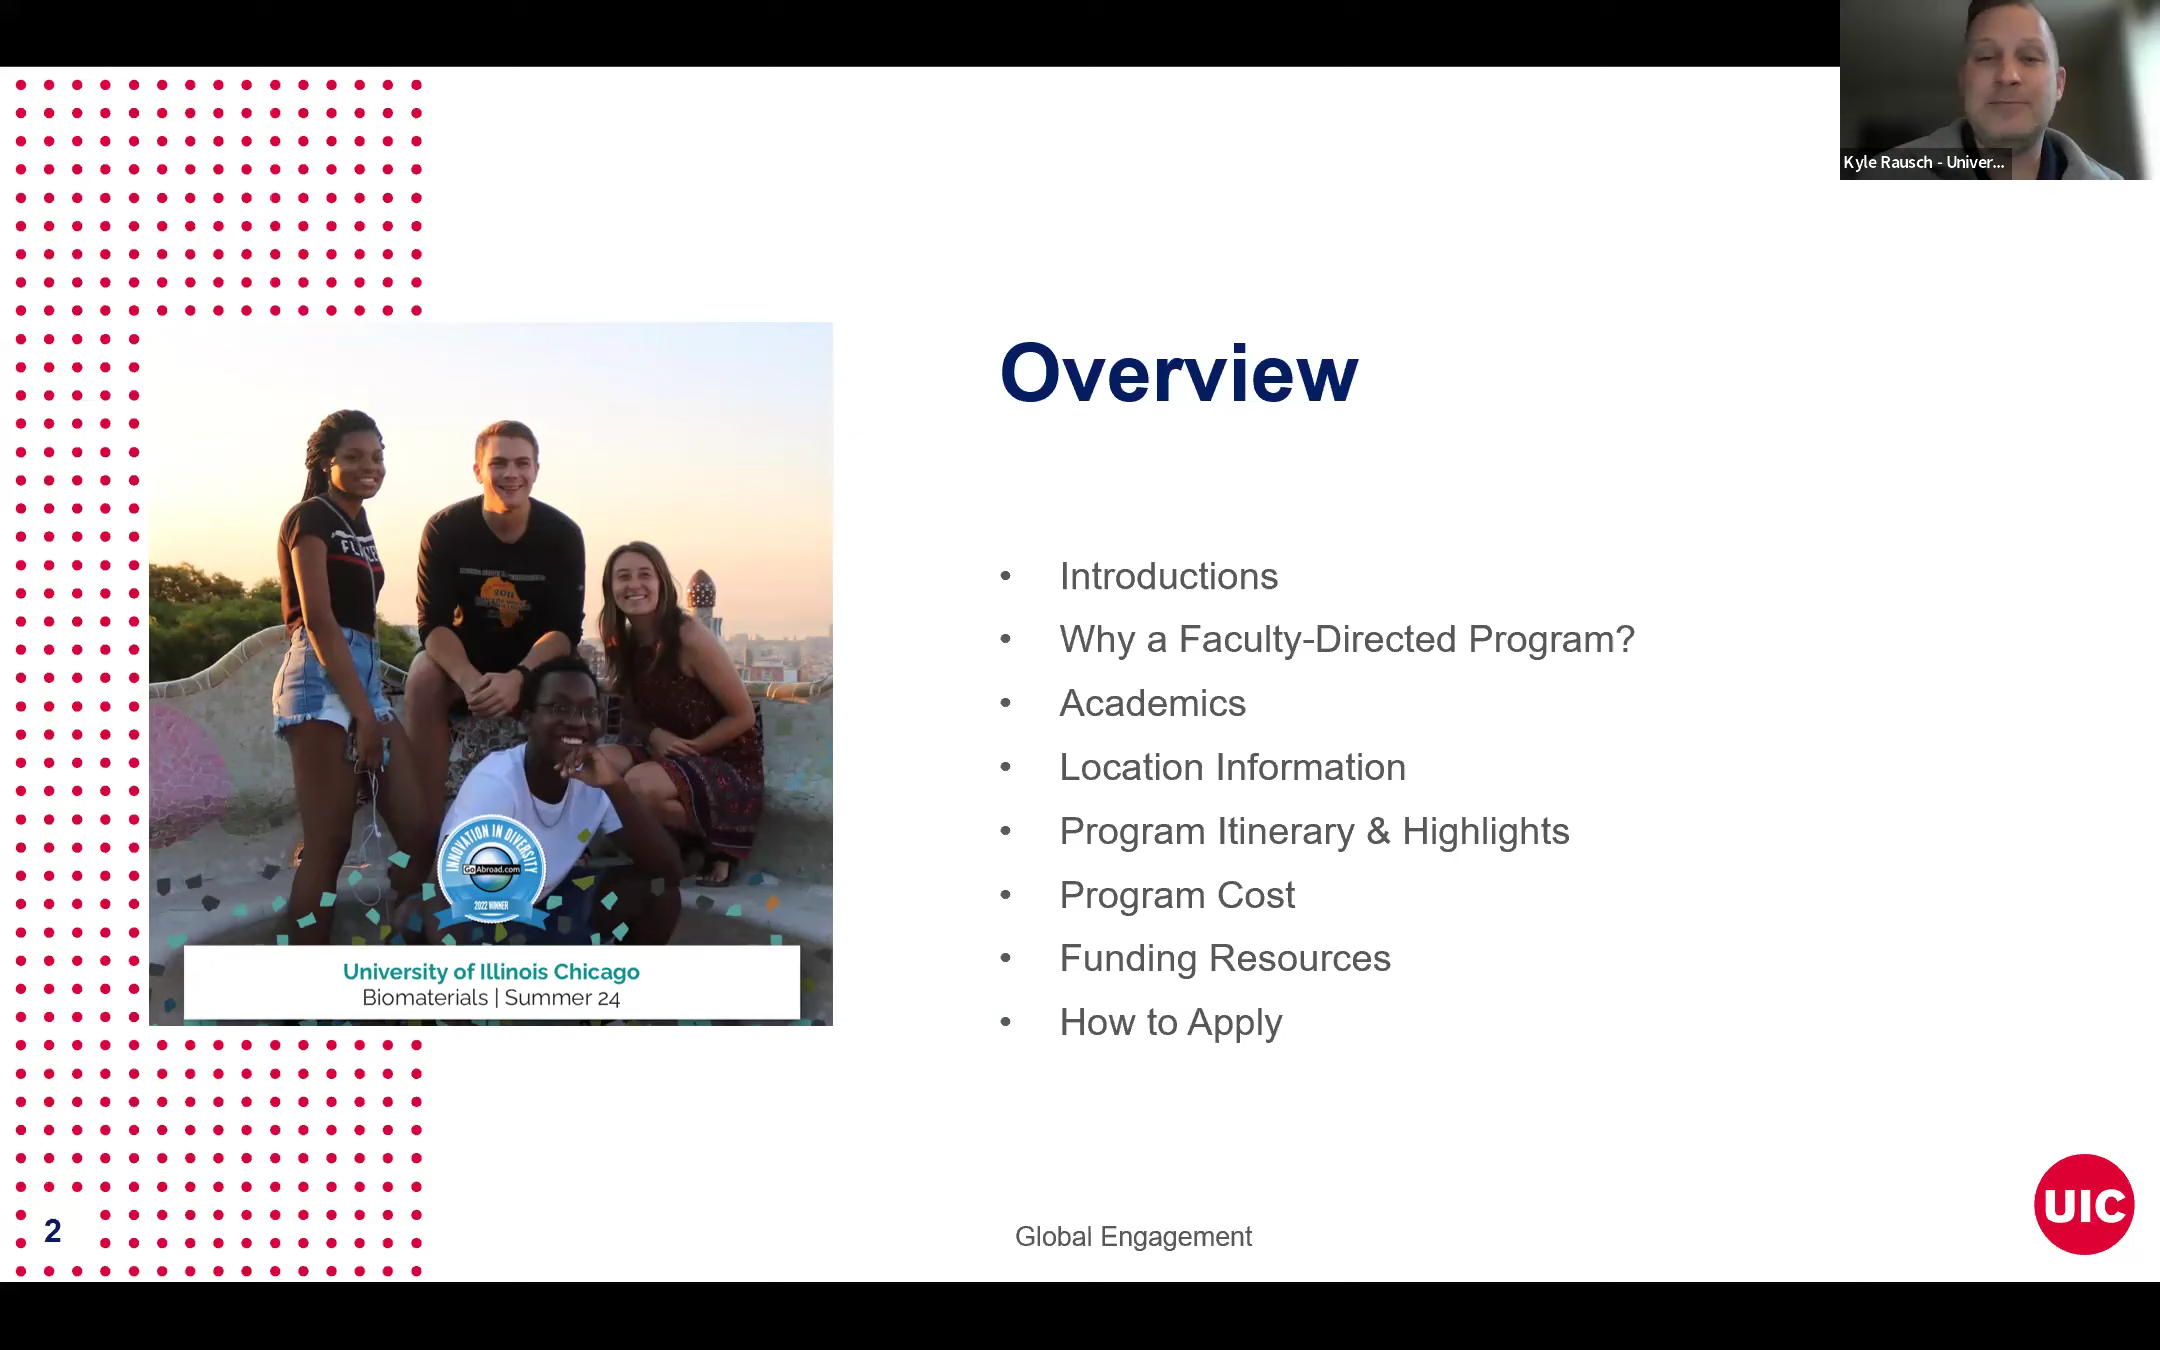 Kyle Rausch - Univer...
Overview
• Introductions
• Why a Faculty-Directed Program?
• Academics
• Location Information
• Program Itinerary & Highlights
• Program Cost
• Funding Resources
• How to Apply
2011
INNOVATION IN DIVERSITY
GoAbroad.com
2022 WINNER
University of Illinois Chicago
Biomaterials | Summer 24
2
Global Engagement
UIC